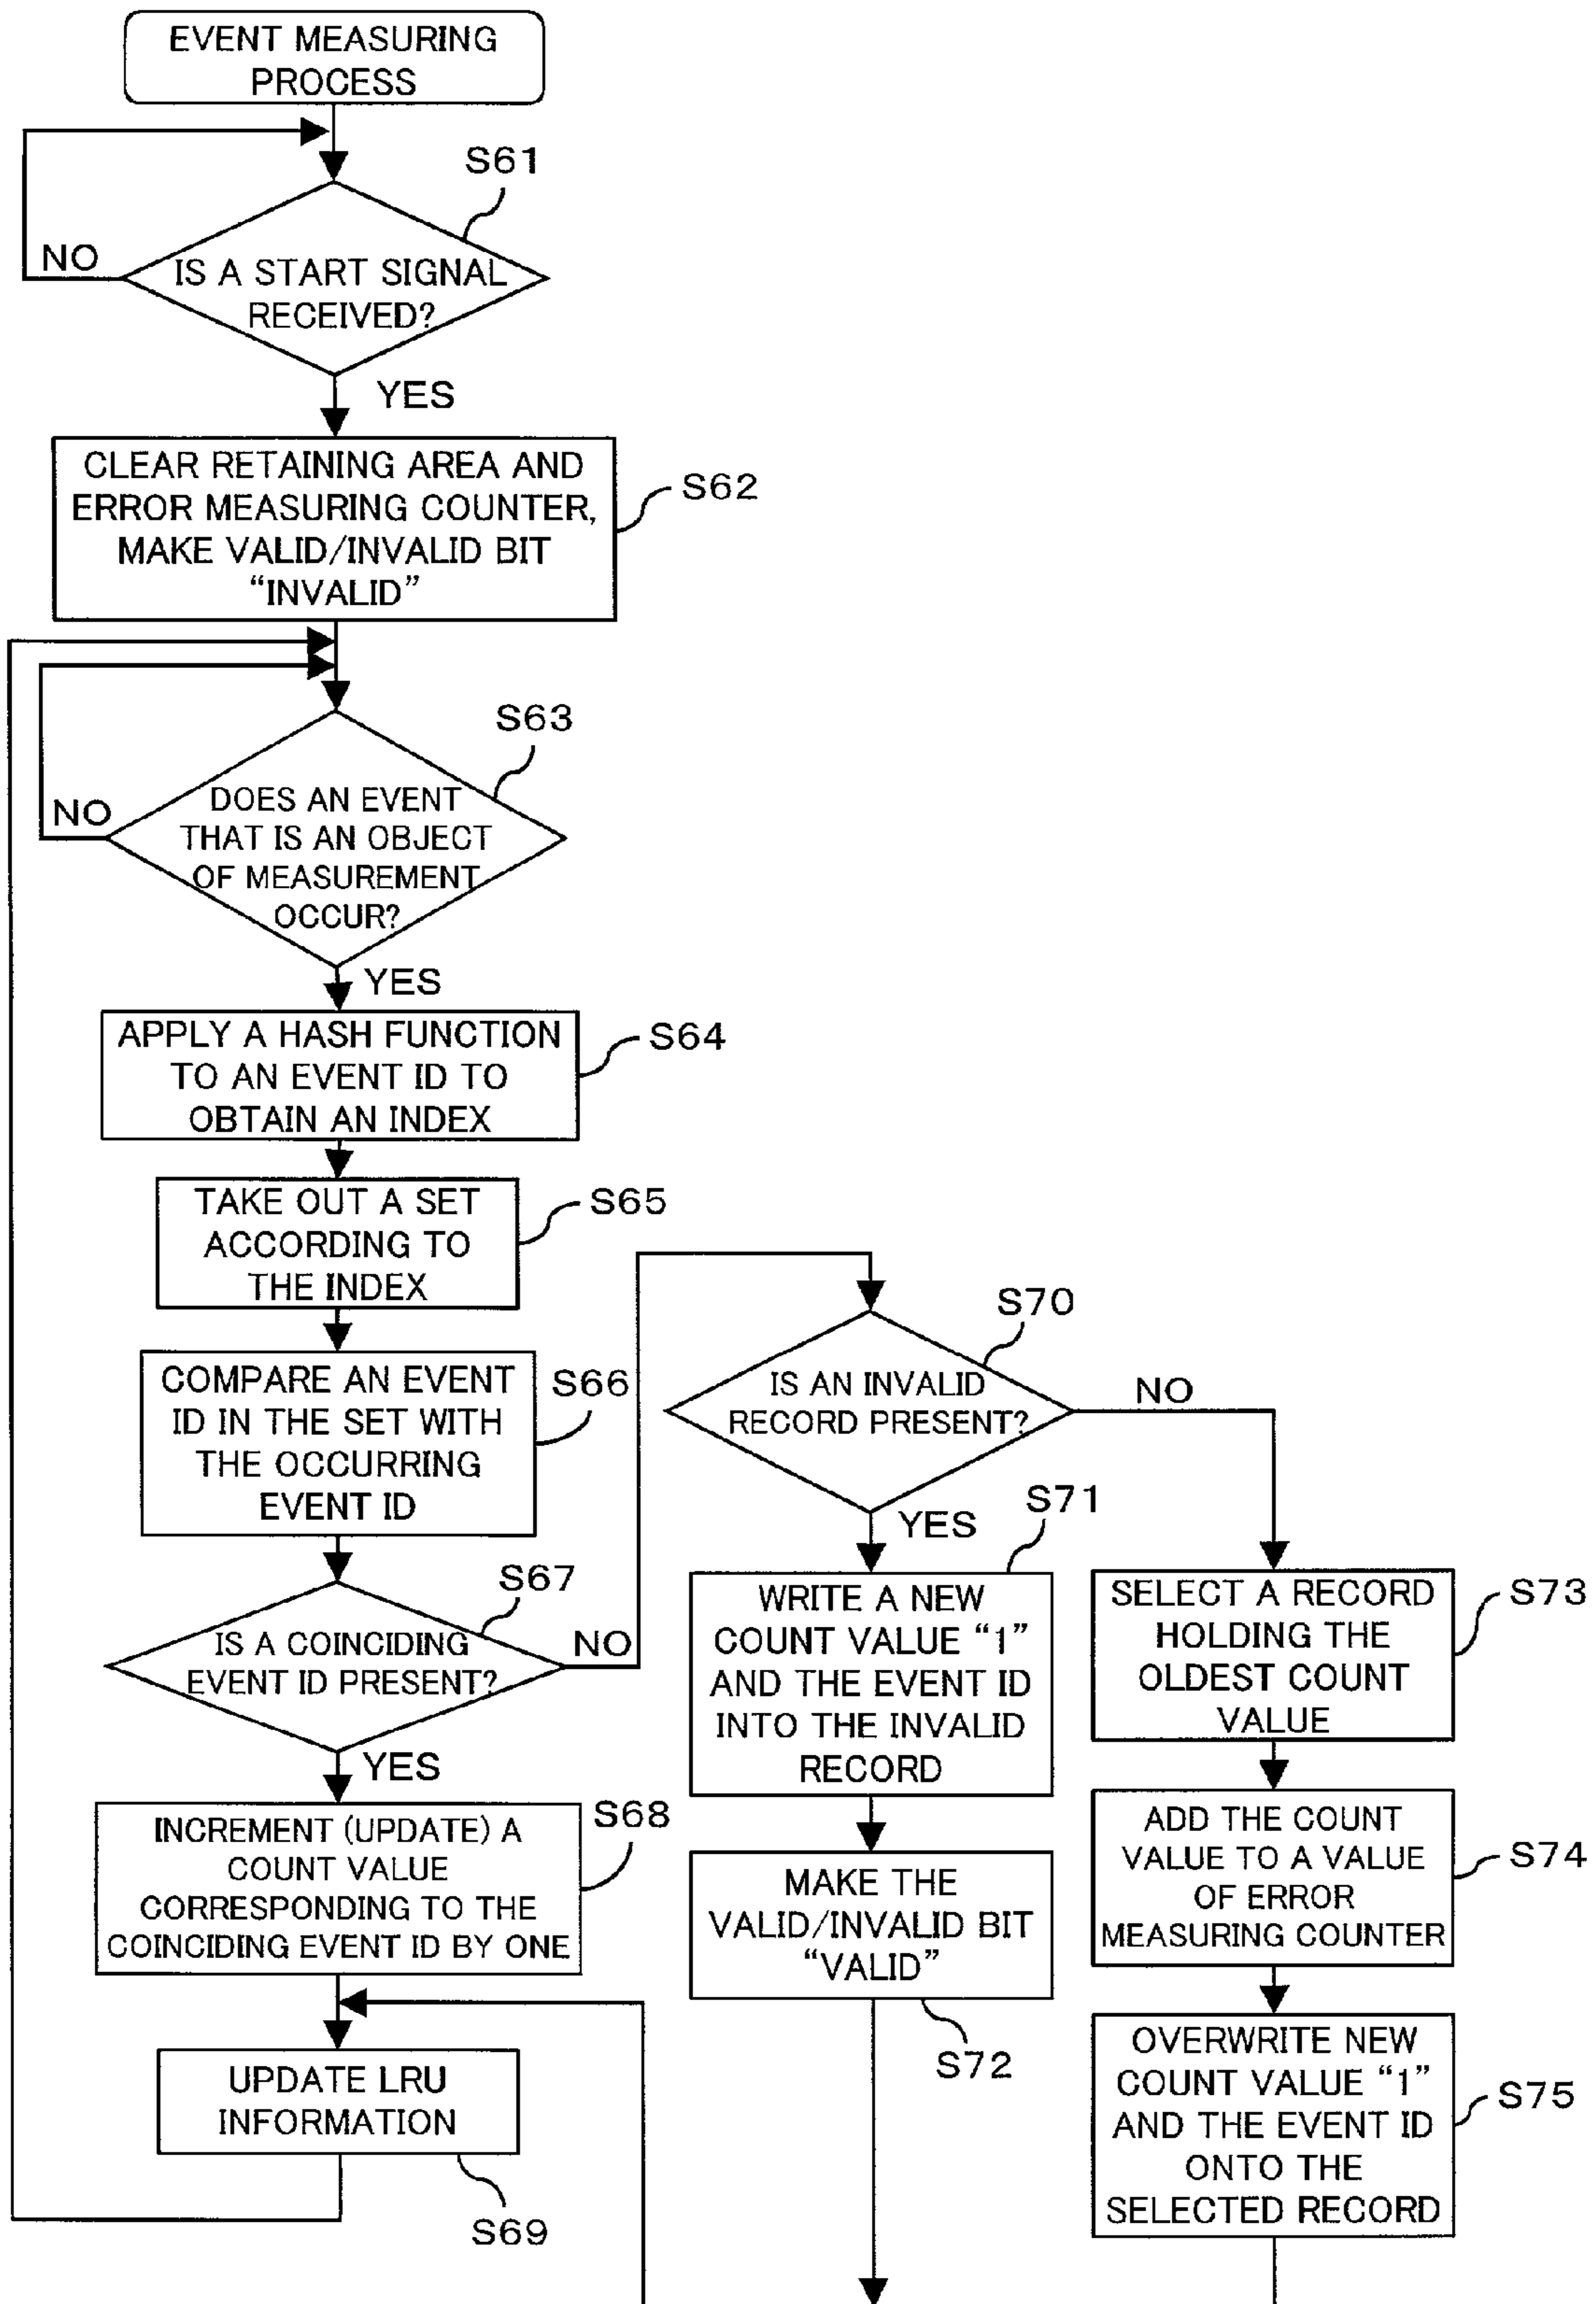 EVENT MEASURING
PROCESS
S61
NO
IS A START SIGNAL
RECEIVED?
YES
CLEAR RETAINING AREA AND
ERROR MEASURING COUNTER,
MAKE VALID/INVALID BIT
“INVALID”
S62
S63
NO
DOES AN EVENT
THAT IS AN OBJECT
OF MEASUREMENT
OCCUR?
YES
APPLY A HASH FUNCTION
TO AN EVENT ID TO
OBTAIN AN INDEX
S64
TAKE OUT A SET
ACCORDING TO
THE INDEX
S65
COMPARE AN EVENT
ID IN THE SET WITH
THE OCCURRING
EVENT ID
S66
S67
IS A COINCIDING
EVENT ID PRESENT?
NO
YES
INCREMENT (UPDATE) A
COUNT VALUE
CORRESPONDING TO THE
COINCIDING EVENT ID BY ONE
S68
UPDATE LRU
INFORMATION
S69
S70
IS AN INVALID
RECORD PRESENT?
NO
YES
S71
WRITE A NEW
COUNT VALUE “1”
AND THE EVENT ID
INTO THE INVALID
RECORD
MAKE THE
VALID/INVALID BIT
“VALID”
S72
SELECT A RECORD
HOLDING THE
OLDEST COUNT
VALUE
S73
ADD THE COUNT
VALUE TO A VALUE
OF ERROR
MEASURING COUNTER
S74
OVERWRITE NEW
COUNT VALUE “1”
AND THE EVENT ID
ONTO THE
SELECTED RECORD
S75